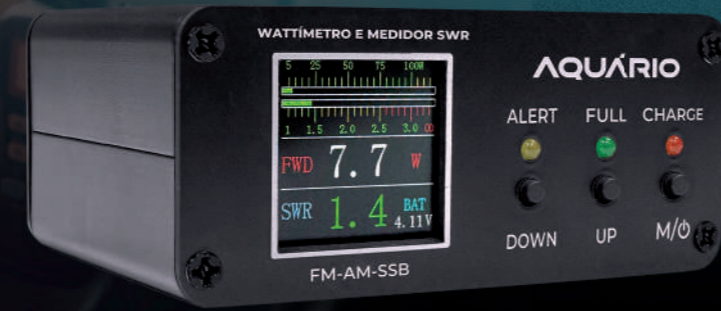 WATTÍMETRO E MEDIDOR SWR
5 25 50 75 100W
1 1.5 2.0 2.5 3.0 ∞
FWD 7.7 W
SWR 1.4 BAT
4.11V
FM-AM-SSB
AQUÁRIO
ALERT FULL CHARGE
DOWN UP M/⏻